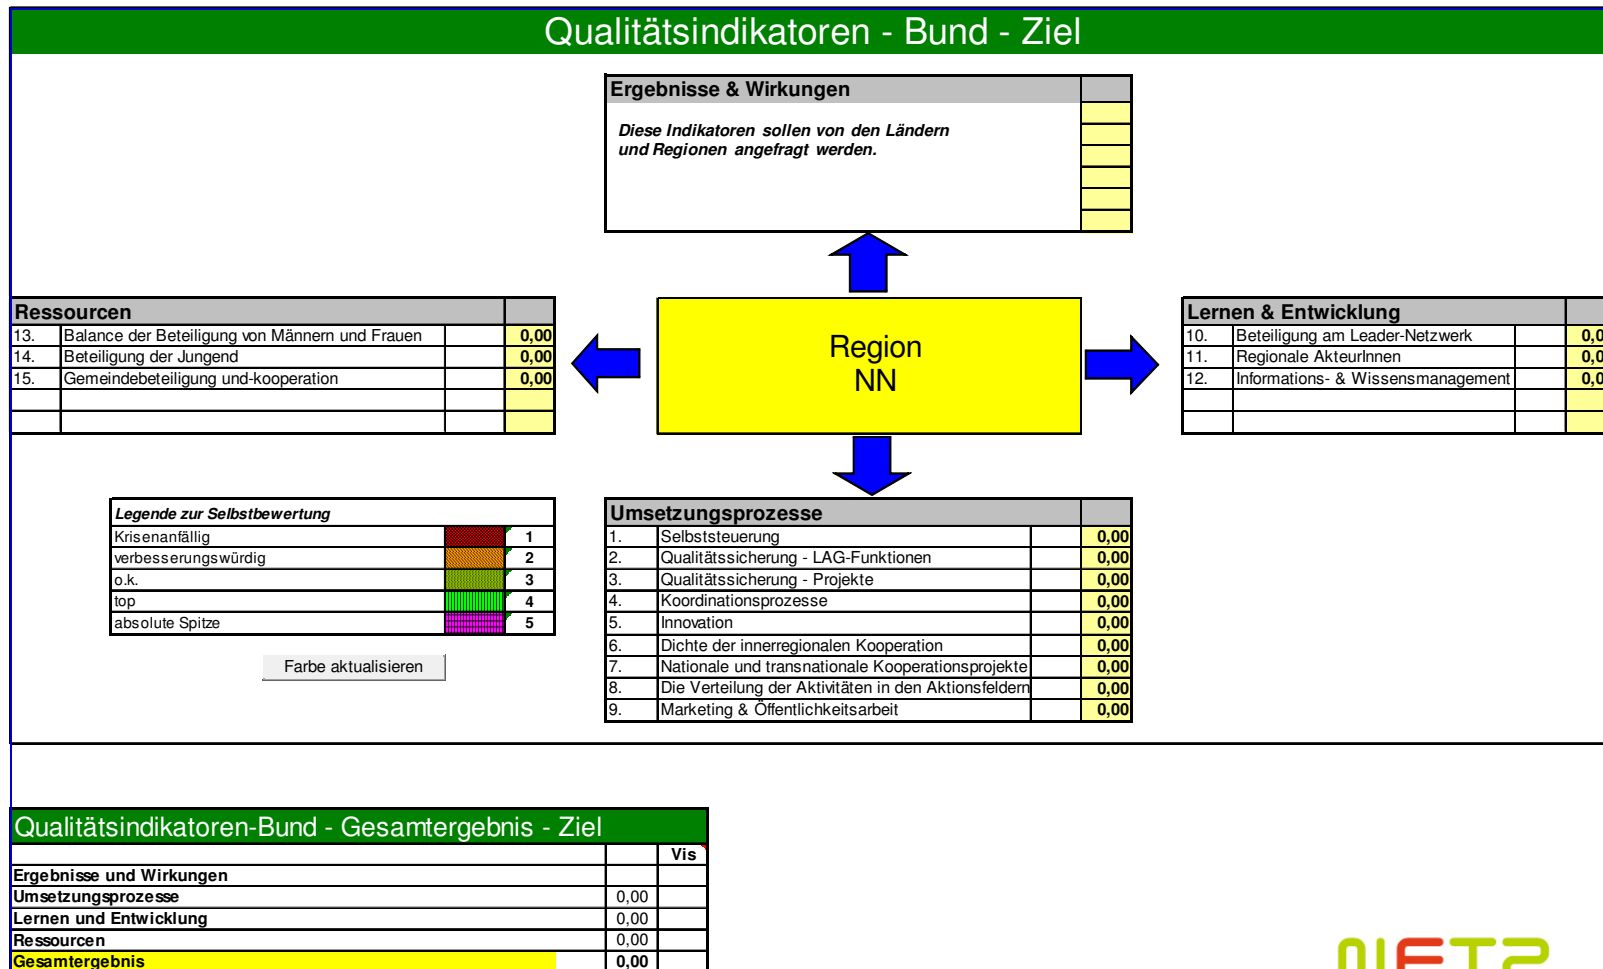 Qualitätsindikatoren - Bund - Ziel
Ergebnisse & Wirkungen
Diese Indikatoren sollen von den Ländern
und Regionen angefragt werden.
Ressourcen
13. Balance der Beteiligung von Männern und Frauen 0,00
14. Beteiligung der Jungend 0,00
15. Gemeindebeteiligung und-kooperation 0,00
Region
NN
Lernen & Entwicklung
10. Beteiligung am Leader-Netzwerk 0,0
11. Regionale AkteurInnen 0,0
12. Informations- & Wissensmanagement 0,0
Legende zur Selbstbewertung
Krisenanfällig 1
verbesserungswürdig 2
o.k. 3
top 4
absolute Spitze 5
Farbe aktualisieren
Umsetzungsprozesse
1. Selbststeuerung 0,00
2. Qualitätssicherung - LAG-Funktionen 0,00
3. Qualitätssicherung - Projekte 0,00
4. Koordinationsprozesse 0,00
5. Innovation 0,00
6. Dichte der innerregionalen Kooperation 0,00
7. Nationale und transnationale Kooperationsprojekte 0,00
8. Die Verteilung der Aktivitäten in den Aktionsfeldern 0,00
9. Marketing & Öffentlichkeitsarbeit 0,00
Qualitätsindikatoren-Bund - Gesamtergebnis - Ziel
Vis
Ergebnisse und Wirkungen
Umsetzungsprozesse 0,00
Lernen und Entwicklung 0,00
Ressourcen 0,00
Gesamtergebnis 0,00